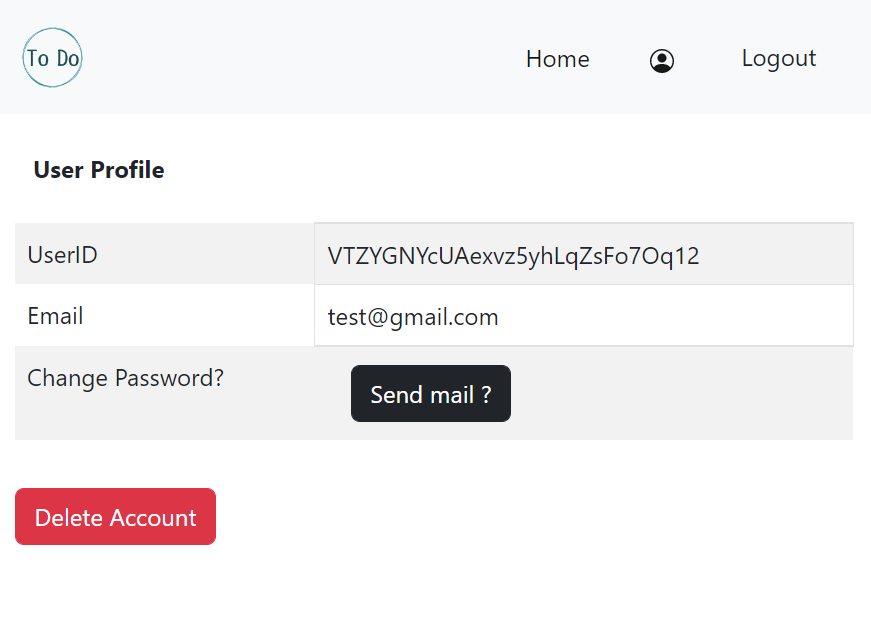 To Do
Home
Logout
User Profile
UserID
VTZYGNYcUAexvz5yhLqZsFo7Oq12
Email
test@gmail.com
Change Password?
Send mail ?
Delete Account